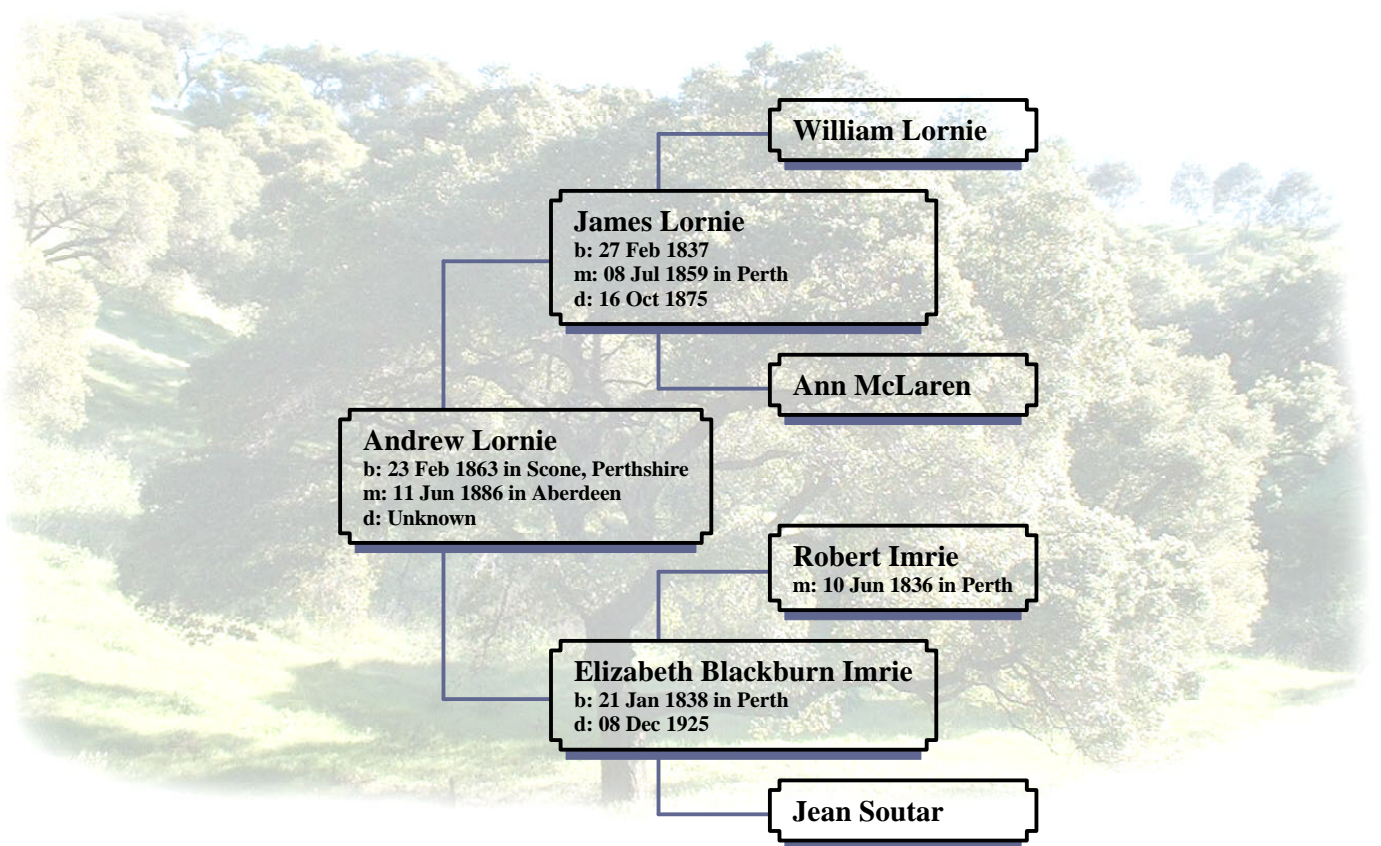 William Lornie
James Lornie
b: 27 Feb 1837
m: 08 Jul 1859 in Perth
d: 16 Oct 1875
Ann McLaren
Andrew Lornie
b: 23 Feb 1863 in Scone, Perthshire
m: 11 Jun 1886 in Aberdeen
d: Unknown
Robert Imrie
m: 10 Jun 1836 in Perth
Elizabeth Blackburn Imrie
b: 21 Jan 1838 in Perth
d: 08 Dec 1925
Jean Soutar